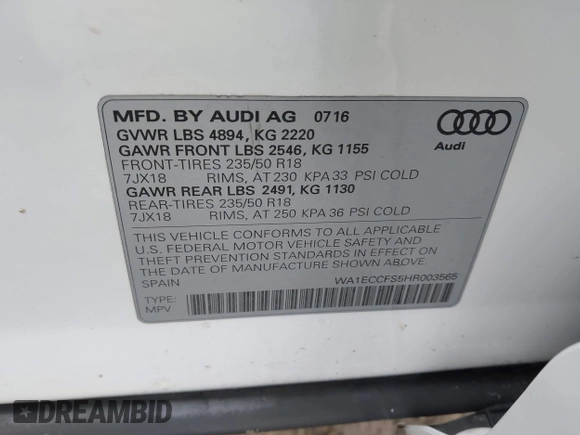 MFD. BY AUDI AG 0716
GVWR LBS 4894, KG 2220
GAWR FRONT LBS 2546, KG 1155
FRONT-TIRES 235/50 R18
7JX18 RIMS, AT 230 KPA 33 PSI COLD
GAWR REAR LBS 2491, KG 1130
REAR-TIRES 235/50 R18
7JX18 RIMS, AT 250 KPA 36 PSI COLD
Audi
THIS VEHICLE CONFORMS TO ALL APPLICABLE
U.S. FEDERAL MOTOR VEHICLE SAFETY AND
THEFT PREVENTION STANDARDS IN EFFECT ON
THE DATE OF MANUFACTURE SHOWN ABOVE.
SPAIN WA1ECCFS5HR003565
TYPE:
MPV
DREAMBID